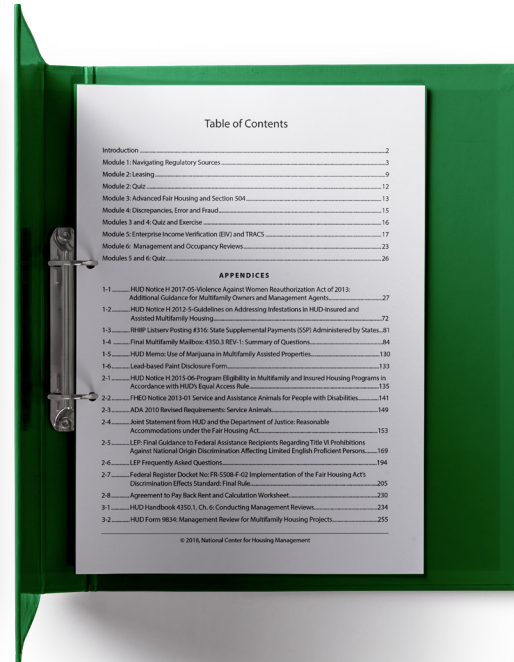 Table of Contents
Introduction ........ 2
Module 1: Navigating Regulatory Sources ........ 3
Module 2: Leasing ........ 9
Module 2: Quiz ........ 12
Module 3: Advanced Fair Housing and Section 504 ........ 13
Module 4: Discrepancies, Error and Fraud ........ 15
Modules 3 and 4: Quiz and Exercise ........ 16
Module 5: Enterprise Income Verification (EIV) and TRACS ........ 17
Module 6: Management and Occupancy Reviews ........ 23
Modules 5 and 6: Quiz ........ 26
APPENDICES
1-1 ........ HUD Notice H 2017-05-Violence Against Women Reauthorization Act of 2013:
Additional Guidance for Multifamily Owners and Management Agents ........ 27
1-2 ........ HUD Notice H 2012-5-Guidelines on Addressing Infestations in HUD-insured and
Assisted Multifamily Housing ........ 72
1-3 ........ RHIIP Listserv Posting #316: State Supplemental Payments (SSP) Administered by States ... 81
1-4 ........ Final Multifamily Mailbox: 4350.3 REV-1: Summary of Questions ........ 84
1-5 ........ HUD Memo: Use of Marijuana in Multifamily Assisted Properties ........ 130
1-6 ........ Lead-based Paint Disclosure Form ........ 133
2-1 ........ HUD Notice H 2015-06-Program Eligibility in Multifamily and Insured Housing Programs in
Accordance with HUD's Equal Access Rule ........ 135
2-2 ........ FHEO Notice 2013-01 Service and Assistance Animals for People with Disabilities ........ 141
2-3 ........ ADA 2010 Revised Requirements: Service Animals ........ 149
2-4 ........ Joint Statement from HUD and the Department of Justice: Reasonable
Accommodations under the Fair Housing Act ........ 153
2-5 ........ LEP: Final Guidance to Federal Assistance Recipients Regarding Title VI Prohibitions
Against National Origin Discrimination Affecting Limited English Proficient Persons ........ 169
2-6 ........ LEP Frequently Asked Questions ........ 194
2-7 ........ Federal Register Docket No: FR-5508-F-02 Implementation of the Fair Housing Act's
Discrimination Effects Standard: Final Rule ........ 205
2-8 ........ Agreement to Pay Back Rent and Calculation Worksheet ........ 230
3-1 ........ HUD Handbook 4350.1, Ch. 6: Conducting Management Reviews ........ 234
3-2 ........ HUD Form 9834: Management Review for Multifamily Housing Projects ........ 255
© 2018, National Center for Housing Management